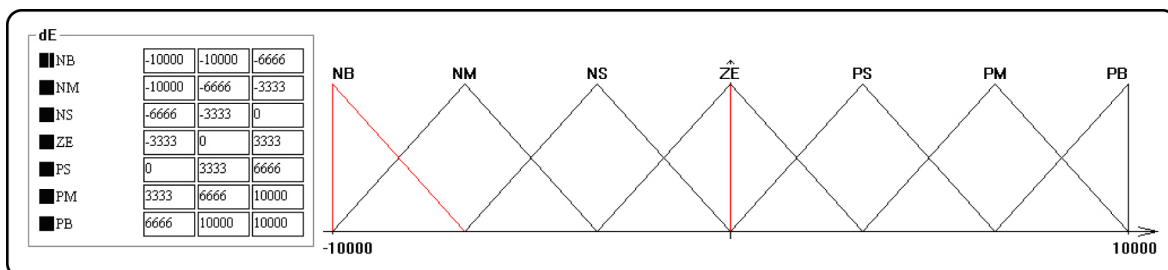 dE
NB -10000 -10000 -6666
NM -10000 -6666 -3333
NS -6666 -3333 0
ZE -3333 0 3333
PS 0 3333 6666
PM 3333 6666 10000
PB 6666 10000 10000
NB NM NS ZE PS PM PB
-10000 10000